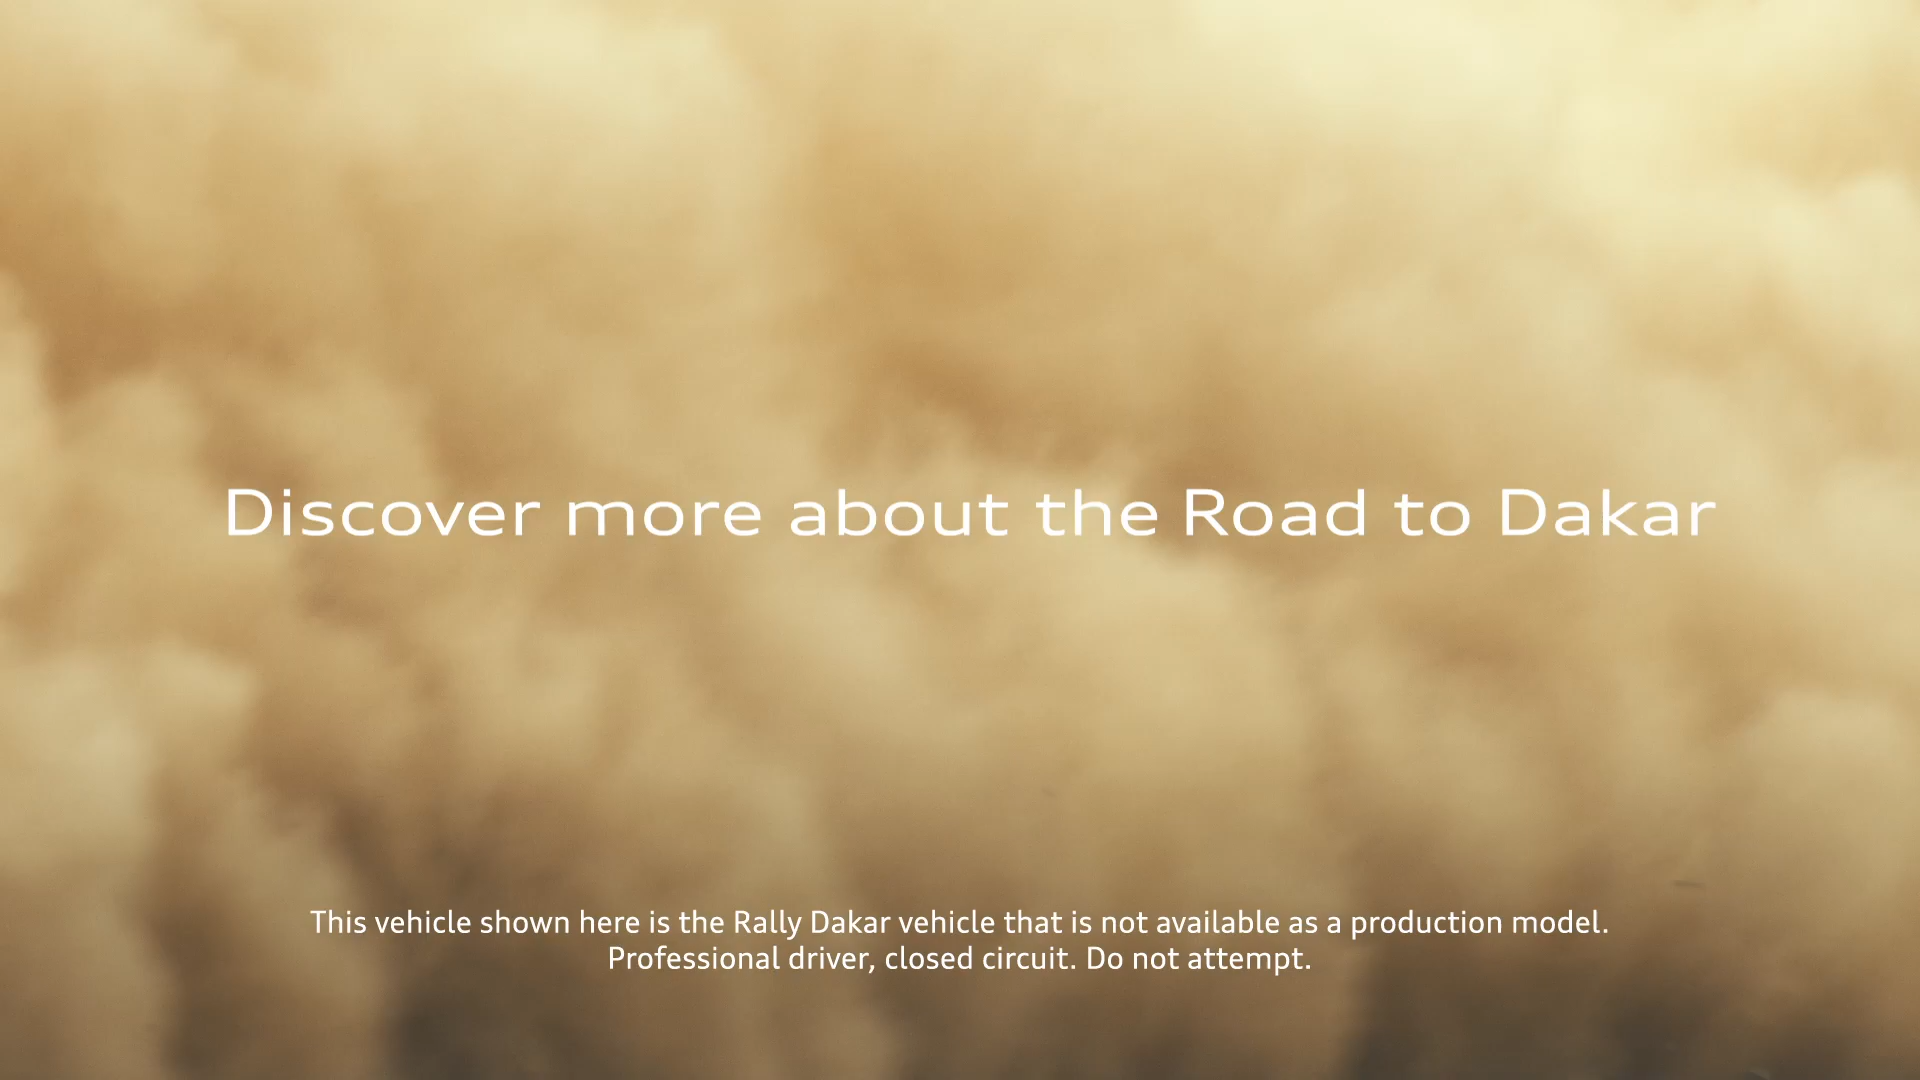 Discover more about the Road to Dakar
This vehicle shown here is the Rally Dakar vehicle that is not available as a production model.
Professional driver, closed circuit. Do not attempt.